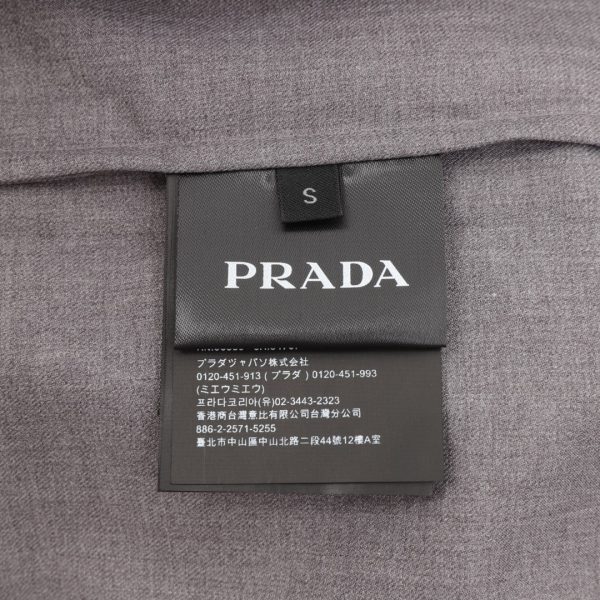 S
PRADA
プラダジャパソ株式会社
0120-451-913 ( プラダ ) 0120-451-993
(ミエウミエウ)
프라다코리아(유) 02-3443-2323
香港商台灣意比有限公司台灣分公司
886-2-2571-5255
臺北市中山區中山北路二段44號12樓A室